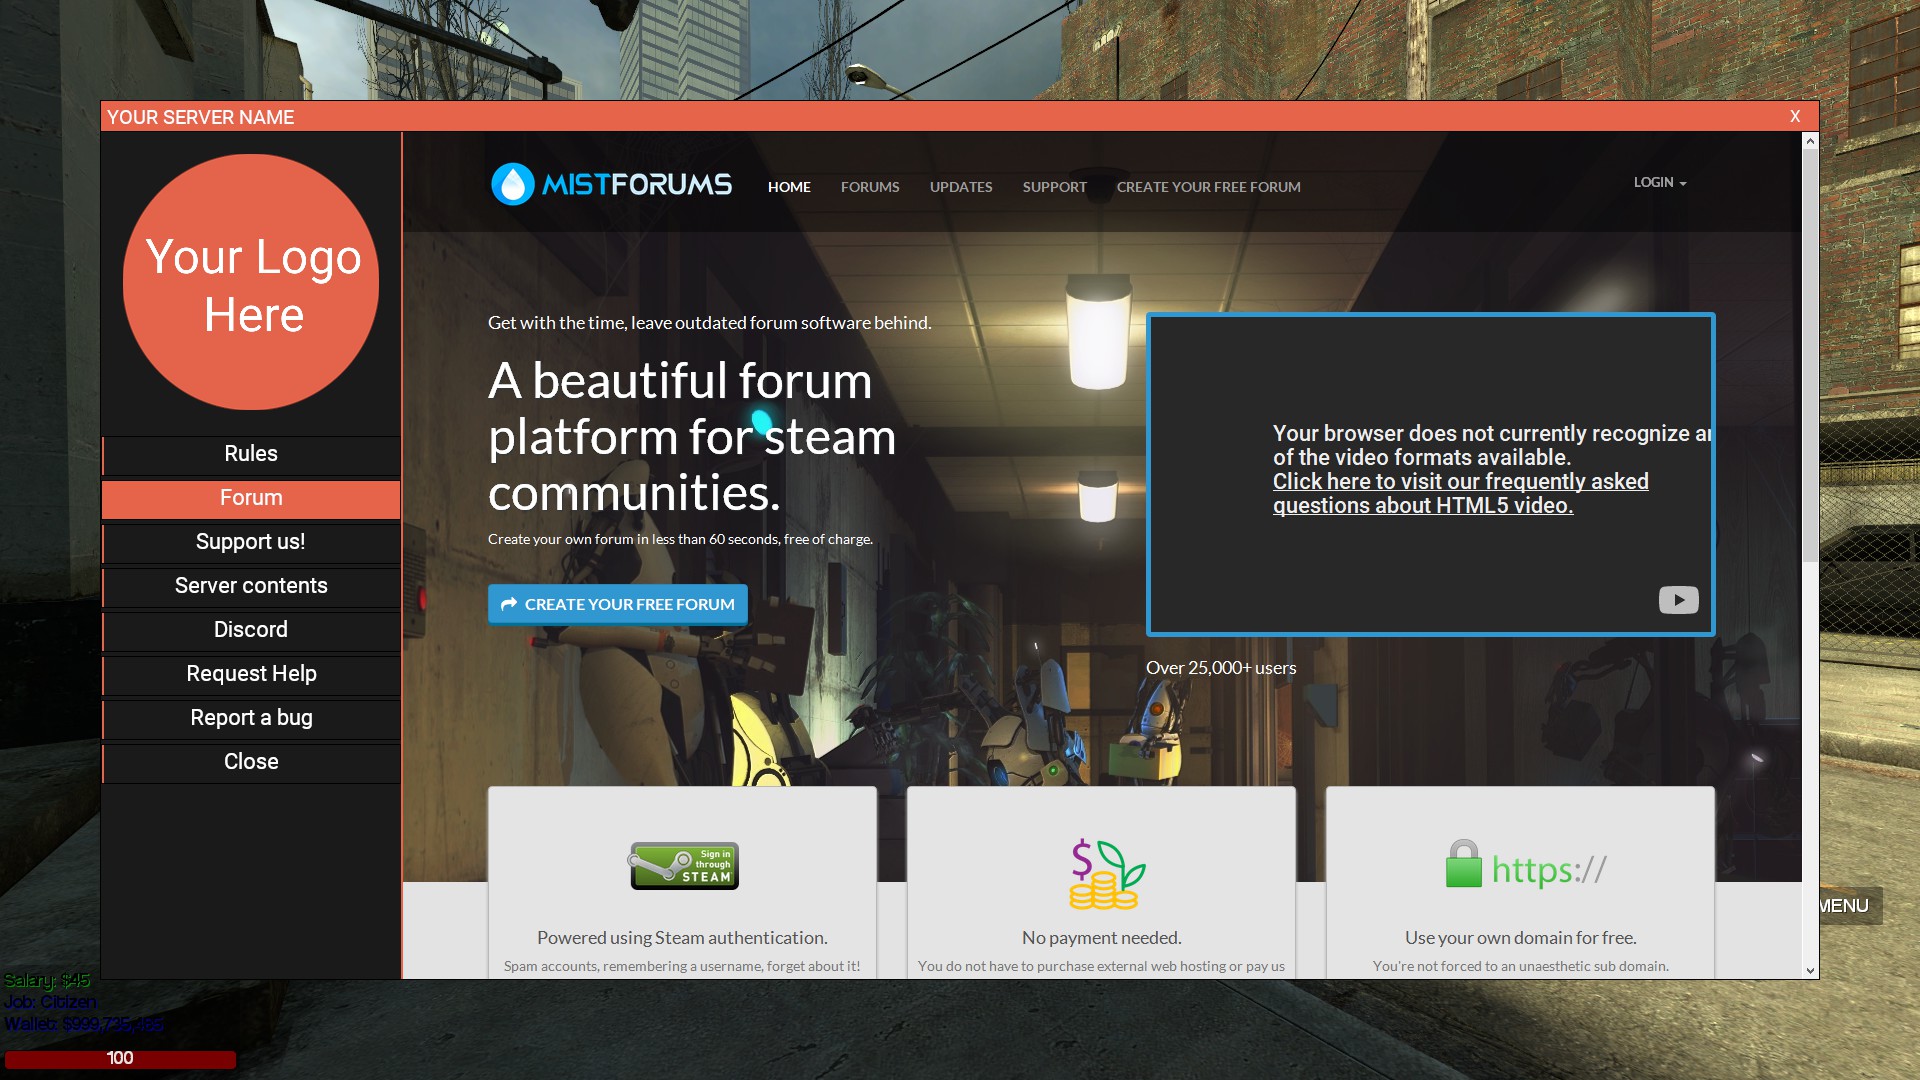 YOUR SERVER NAME
X
Your Logo
Here
Rules
Forum
Support us!
Server contents
Discord
Request Help
Report a bug
Close
MISTFORUMS
HOME
FORUMS
UPDATES
SUPPORT
CREATE YOUR FREE FORUM
LOGIN
Get with the time, leave outdated forum software behind.
A beautiful forum
platform for steam
communities.
Create your own forum in less than 60 seconds, free of charge.
CREATE YOUR FREE FORUM
Your browser does not currently recognize
of the video formats available.
Click here to visit our frequently asked
questions about HTML5 video.
Over 25,000+ users
Sign in
through
STEAM
Powered using Steam authentication.
Spam accounts, remembering a username, forget about it!
$
No payment needed.
You do not have to purchase external web hosting or pay us
https://
Use your own domain for free.
You're not forced to an unaesthetic sub domain.
MENU
Salary: $45
Job: Citizen
100